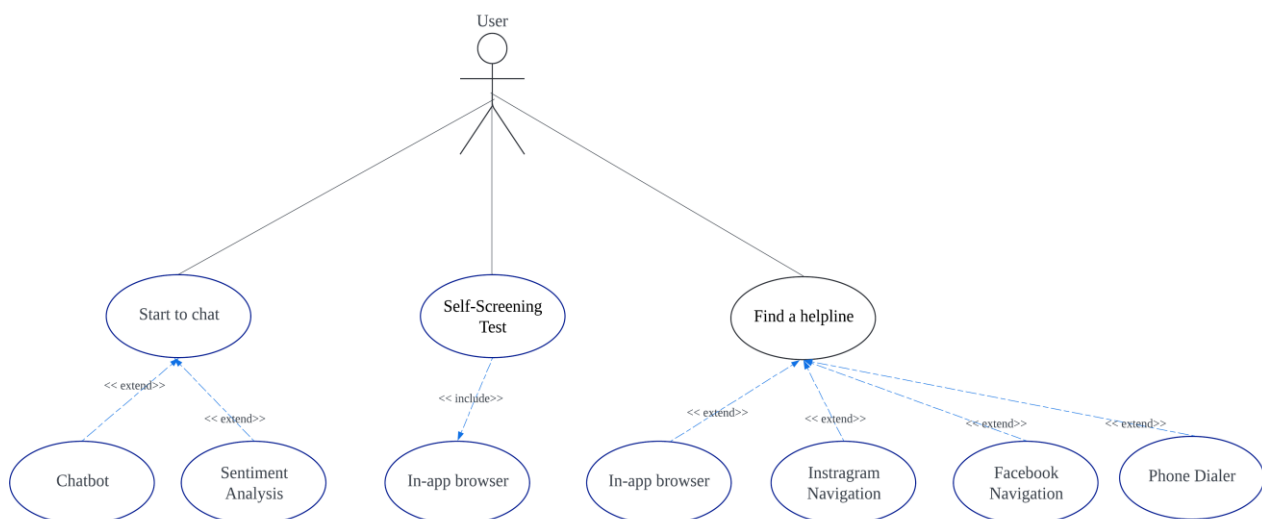 User
Start to chat
Self-Screening
Test
Find a helpline
<< extend>>
<< extend>>
<< include>>
<< extend>>
<< extend>>
<< extend>>
<< extend>>
Chatbot
Sentiment
Analysis
In-app browser
In-app browser
Instragram
Navigation
Facebook
Navigation
Phone Dialer